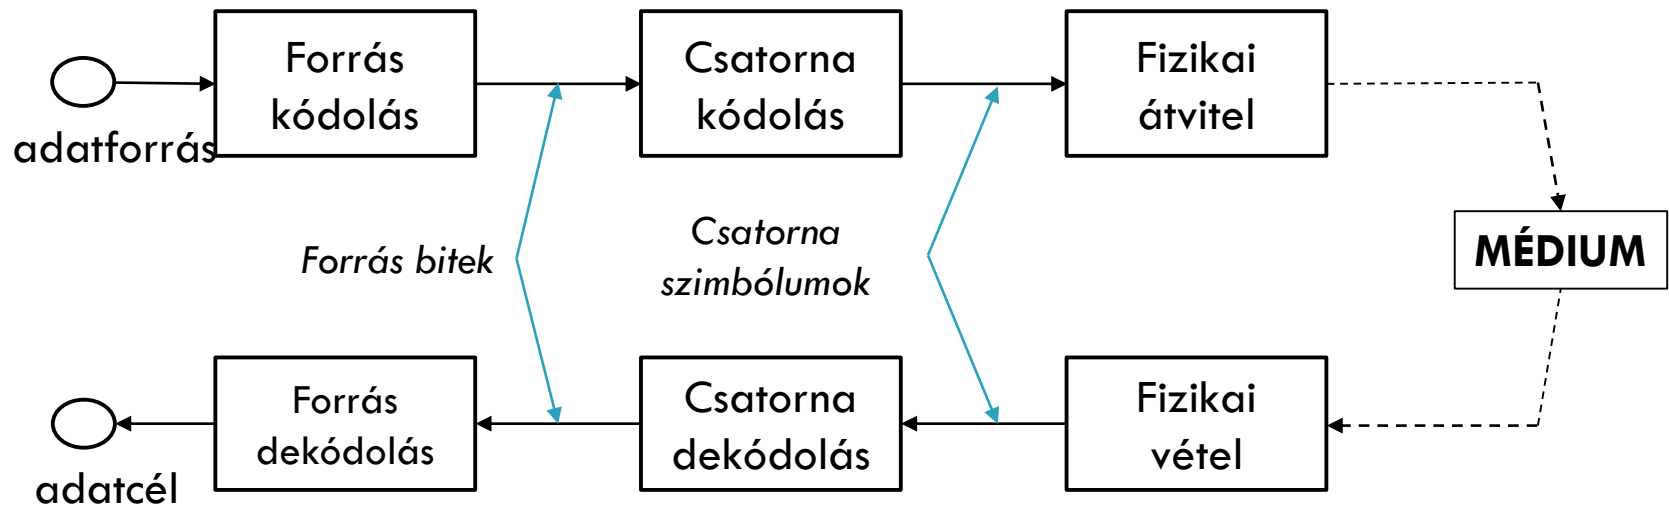 Forrás
kódolás
Csatorna
kódolás
Fizikai
átvitel
adatforrás
MÉDIUM
Forrás bitek
Csatorna
szimbólumok
Forrás
dekódolás
Csatorna
dekódolás
Fizikai
vétel
adatcél